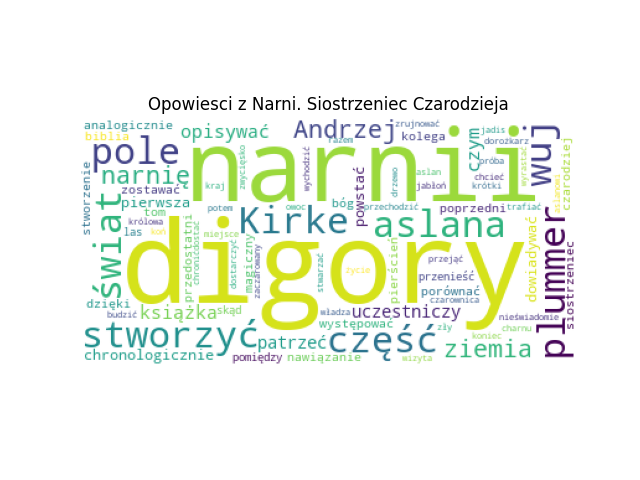 Opowiesci z Narni. Siostrzeniec Czarodzieja
analogicznie
biblia
opisywać
Andrzej
zrujnować
kolega
razem
czym
jadis
dorożkarz
wuj
czarodziej
pole
narnii
narnię
stworzenie
zostawać
pierwsza
kraj
zwycięsko
wychodzić
drzewo
aslan
jabłoń
próba
chcieć
krótki
wyrastać
świat
tom
królowa
las
koń
przedostatni
potem
miejsce
Kirke
owoc
bóg
powstać
przechodzić
aslana
poprzedni
trafiać
plummer
siostrzeniec
digory
dostarczyć
magiczny
zaczarowany
stwarzać
życie
pierścień
przejąć
przenieść
porównać
czarownica
dowiadywać
dzięki
budzić
książka
skąd
władza
uczestniczy
nieświadomie
występować
zły
charnu
stworzyć
patrzeć
część
koniec
ziemia
chronologicznie
pomiędzy
nawiązanie
wizyta